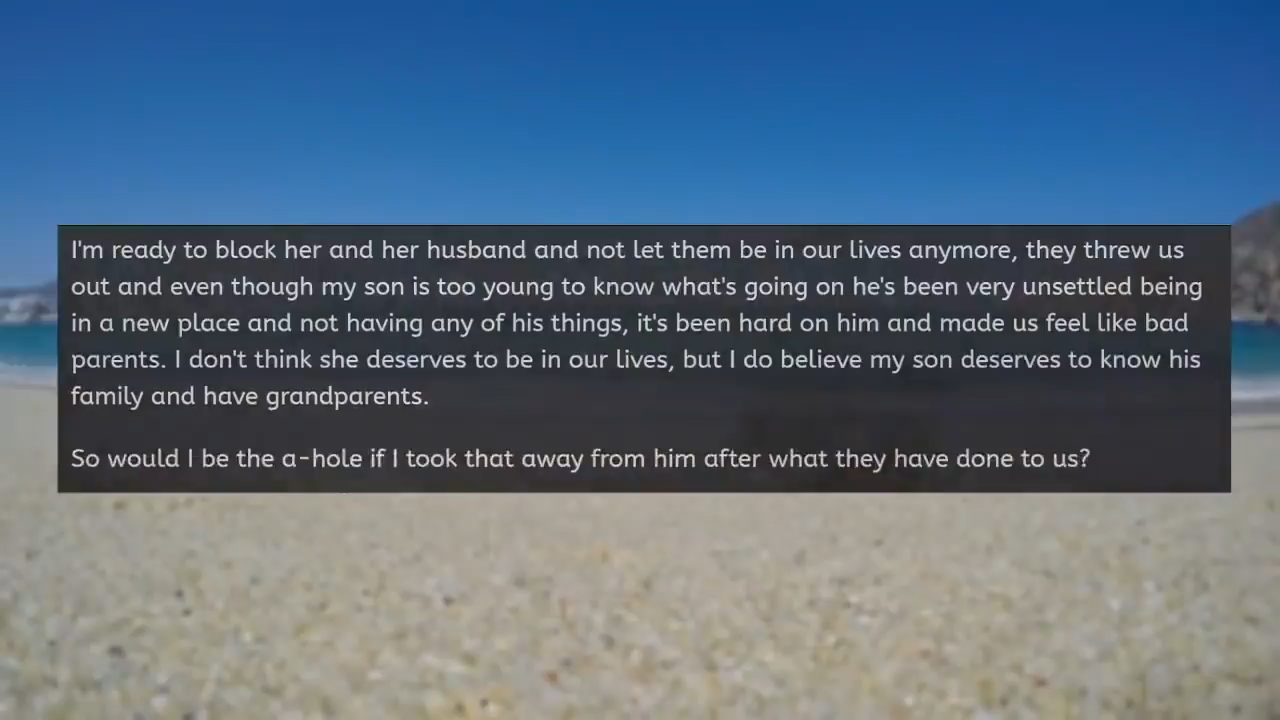 I'm ready to block her and her husband and not let them be in our lives anymore, they threw us
out and even though my son is too young to know what's going on he's been very unsettled being
in a new place and not having any of his things, it's been hard on him and made us feel like bad
parents. I don't think she deserves to be in our lives, but I do believe my son deserves to know his
family and have grandparents.
So would I be the a-hole if I took that away from him after what they have done to us?